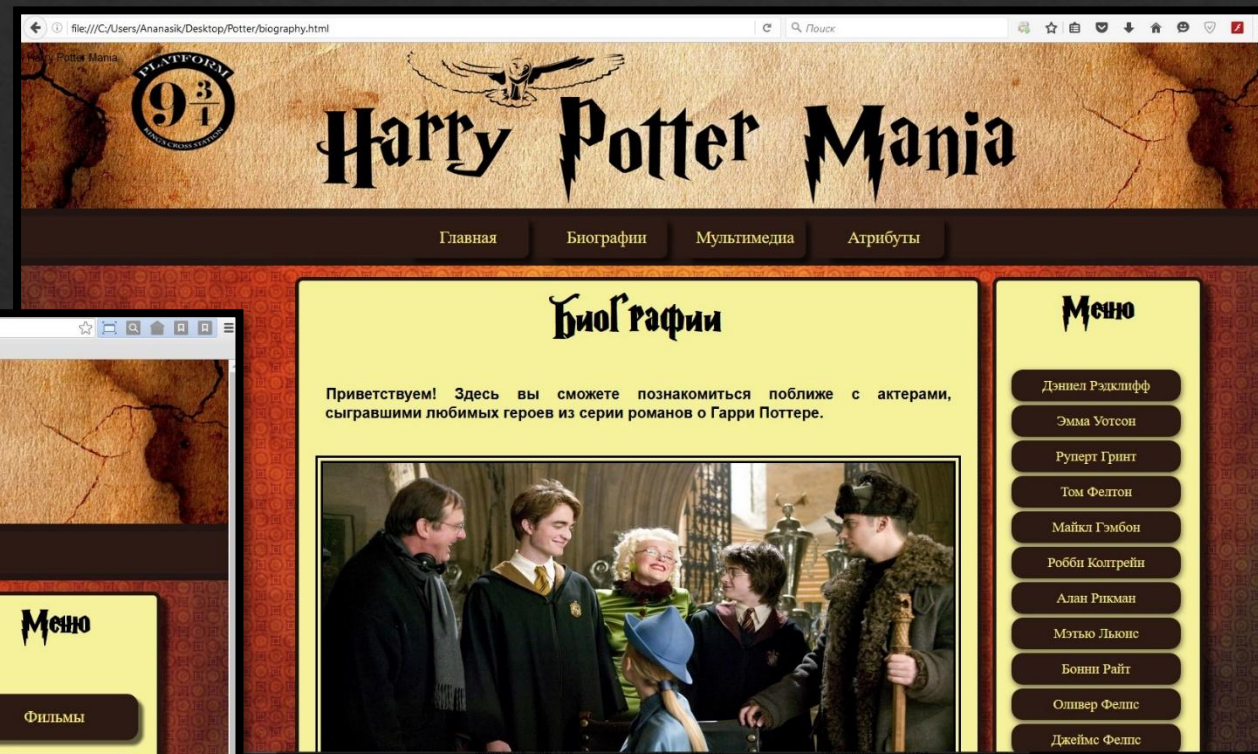 file:///C:/Users/Ananasik/Desktop/Potter/biography.html
Поиск
Harry Potter Mania
PLATFORM
9 3/4
KING'S CROSS STATION
Harry Potter Mania
Главная Биографии Мультимедиа Атрибуты
Биографии
Приветствуем! Здесь вы сможете познакомиться поближе с актерами,
сыгравшими любимых героев из серии романов о Гарри Поттере.
Меню
Дэниел Рэдклифф
Эмма Уотсон
Руперт Гринт
Том Фелтон
Майкл Гэмбон
Робби Колтрейн
Алан Рикман
Мэтью Льюис
Бонни Райт
Оливер Фелпс
Джеймс Фелпс
Меню
Фильмы